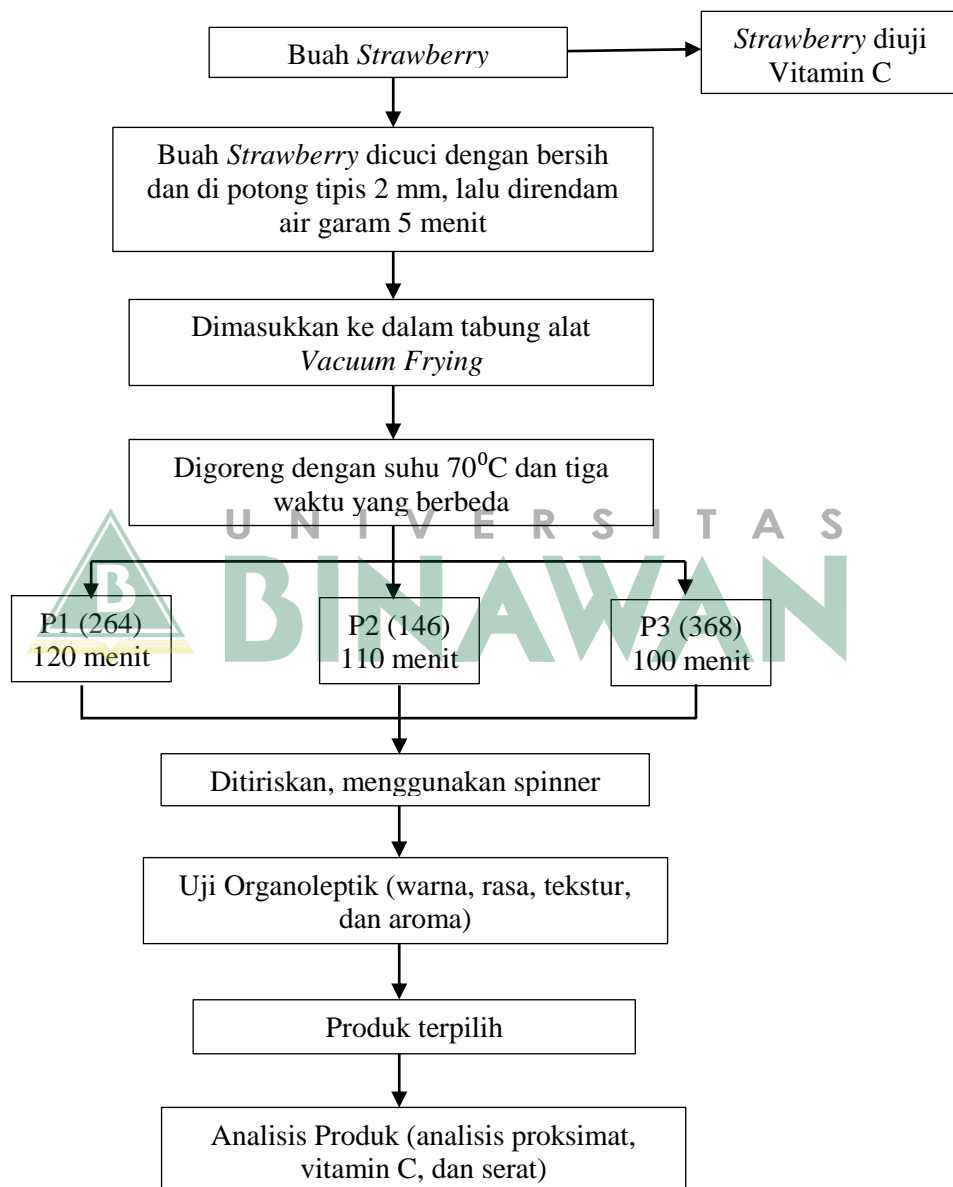 Buah Strawberry
Strawberry diuji
Vitamin C
Buah Strawberry dicuci dengan bersih
dan di potong tipis 2 mm, lalu direndam
air garam 5 menit
Dimasukkan ke dalam tabung alat
Vacuum Frying
Digoreng dengan suhu 70⁰C dan tiga
waktu yang berbeda
UNIVERSITAS
B
BINAWAN
P1 (264)
120 menit
P2 (146)
110 menit
P3 (368)
100 menit
Ditiriskan, menggunakan spinner
Uji Organoleptik (warna, rasa, tekstur,
dan aroma)
Produk terpilih
Analisis Produk (analisis proksimat,
vitamin C, dan serat)